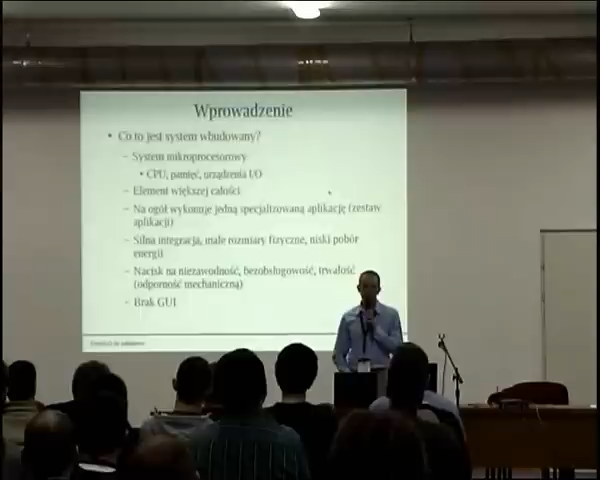 Wprowadzenie
• Co to jest system wbudowany?
– System mikroprocesorowy
• CPU, pamięć, urządzenia I/O
– Element większej całości
– Na ogół wykonuje jedną specjalizowaną aplikację (zestaw
aplikacji)
– Silna integracja, małe rozmiary fizyczne, niski pobór
energii
– Nacisk na niezawodność, bezobsługowość, trwałość
(odporność mechaniczną)
– Brak GUI